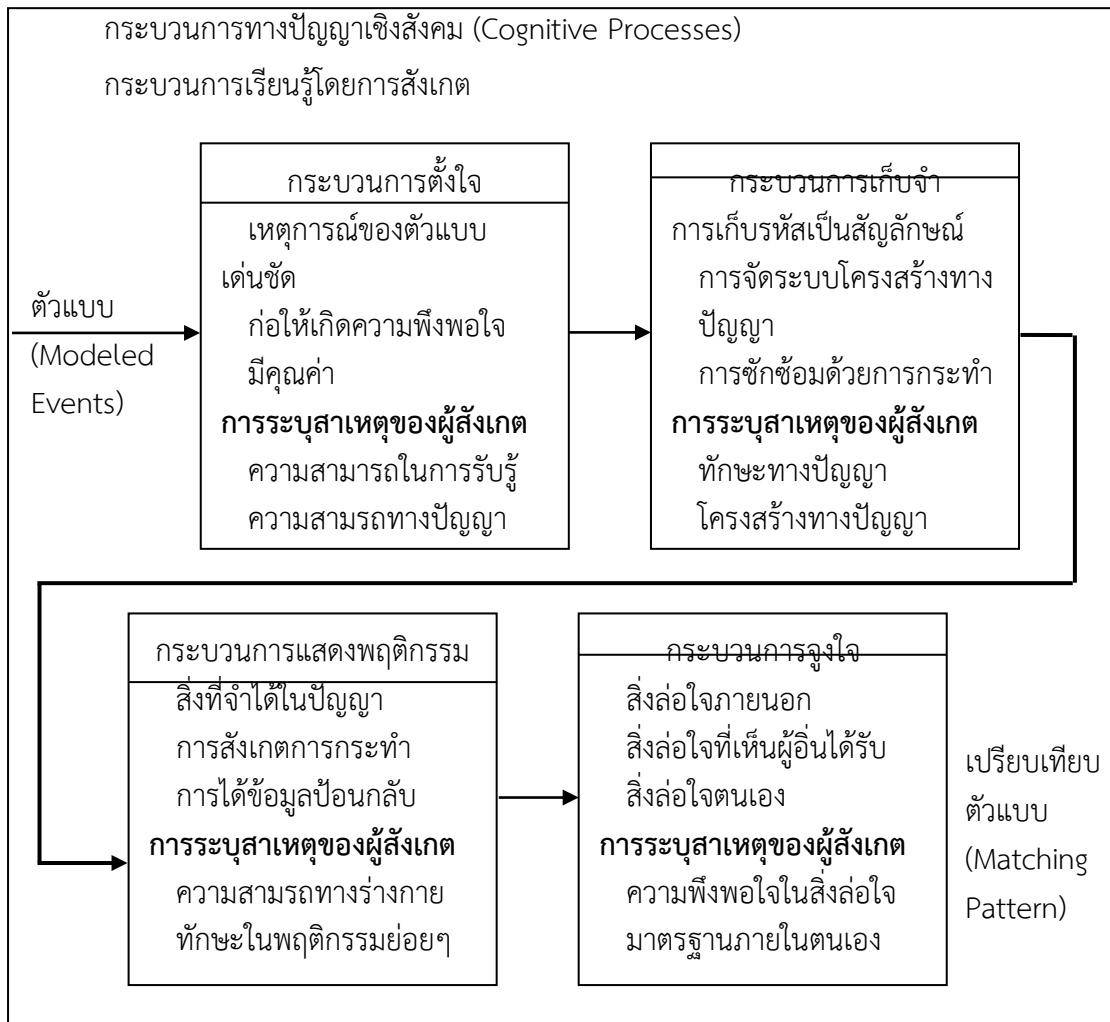 กระบวนการทางปัญญาเชิงสังคม (Cognitive Processes)
กระบวนการเรียนรู้โดยการสังเกต
ตัวแบบ
(Modeled
Events)
กระบวนการตั้งใจ
เหตุการณ์ของตัวแบบ
เด่นชัด
ก่อให้เกิดความพึงพอใจ
มีคุณค่า
การระบุสาเหตุของผู้สังเกต
ความสามารถในการรับรู้
ความสามรถทางปัญญา
กระบวนการเก็บจำ
การเก็บรหัสเป็นสัญลักษณ์
การจัดระบบโครงสร้างทาง
ปัญญา
การซักซ้อมด้วยการกระทำ
การระบุสาเหตุของผู้สังเกต
ทักษะทางปัญญา
โครงสร้างทางปัญญา
กระบวนการแสดงพฤติกรรม
สิ่งที่จำได้ในปัญญา
การสังเกตการกระทำ
การได้ข้อมูลป้อนกลับ
การระบุสาเหตุของผู้สังเกต
ความสามรถทางร่างกาย
ทักษะในพฤติกรรมย่อยๆ
กระบวนการจูงใจ
สิ่งล่อใจภายนอก
สิ่งล่อใจที่เห็นผู้อื่นได้รับ
สิ่งล่อใจตนเอง
การระบุสาเหตุของผู้สังเกต
ความพึงพอใจในสิ่งล่อใจ
มาตรฐานภายในตนเอง
เปรียบเทียบ
ตัวแบบ
(Matching
Pattern)